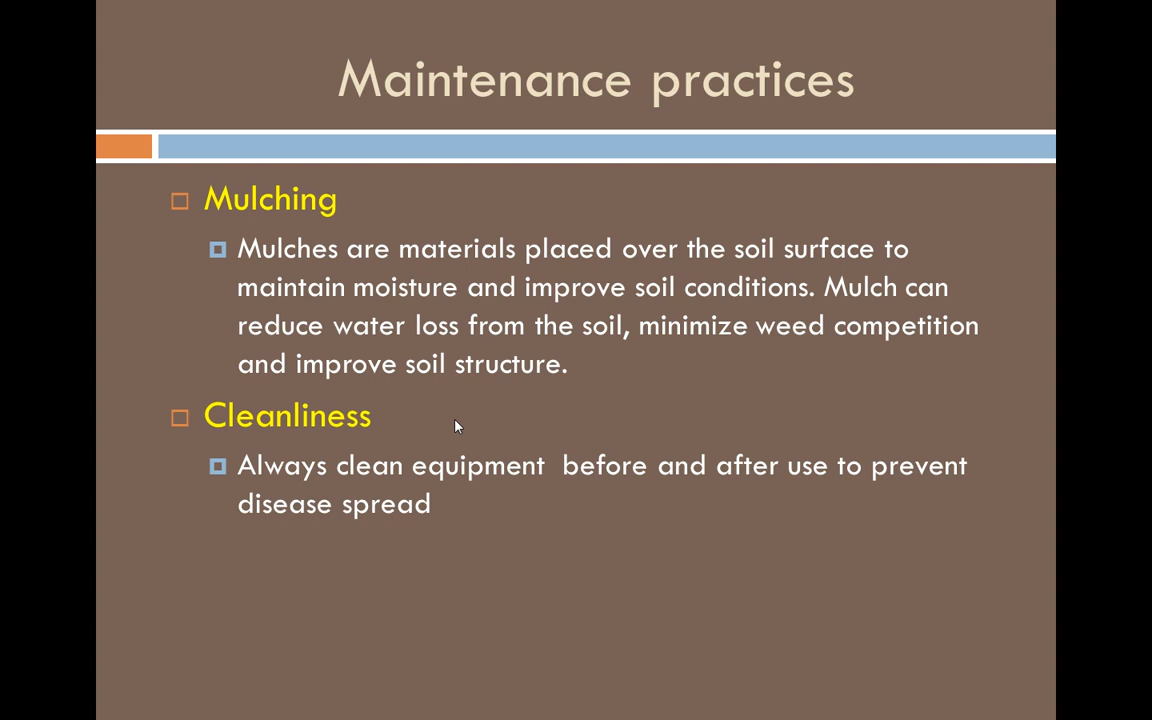 Maintenance practices
Mulching
Mulches are materials placed over the soil surface to
maintain moisture and improve soil conditions. Mulch can
reduce water loss from the soil, minimize weed competition
and improve soil structure.
Cleanliness
Always clean equipment  before and after use to prevent
disease spread